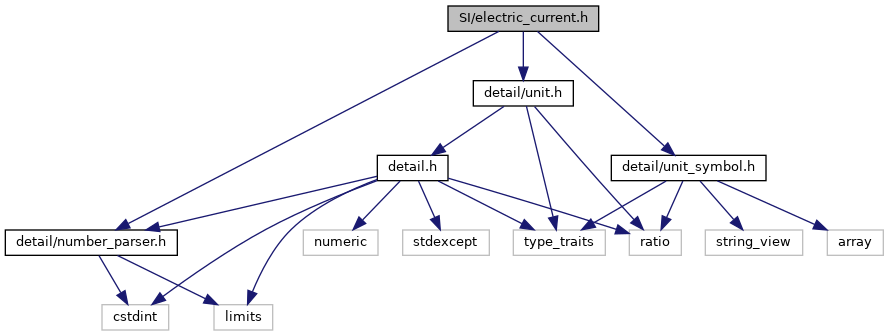 SI/electric_current.h
detail/unit.h
detail.h
detail/unit_symbol.h
detail/number_parser.h
numeric
stdexcept
type_traits
ratio
string_view
array
cstdint
limits